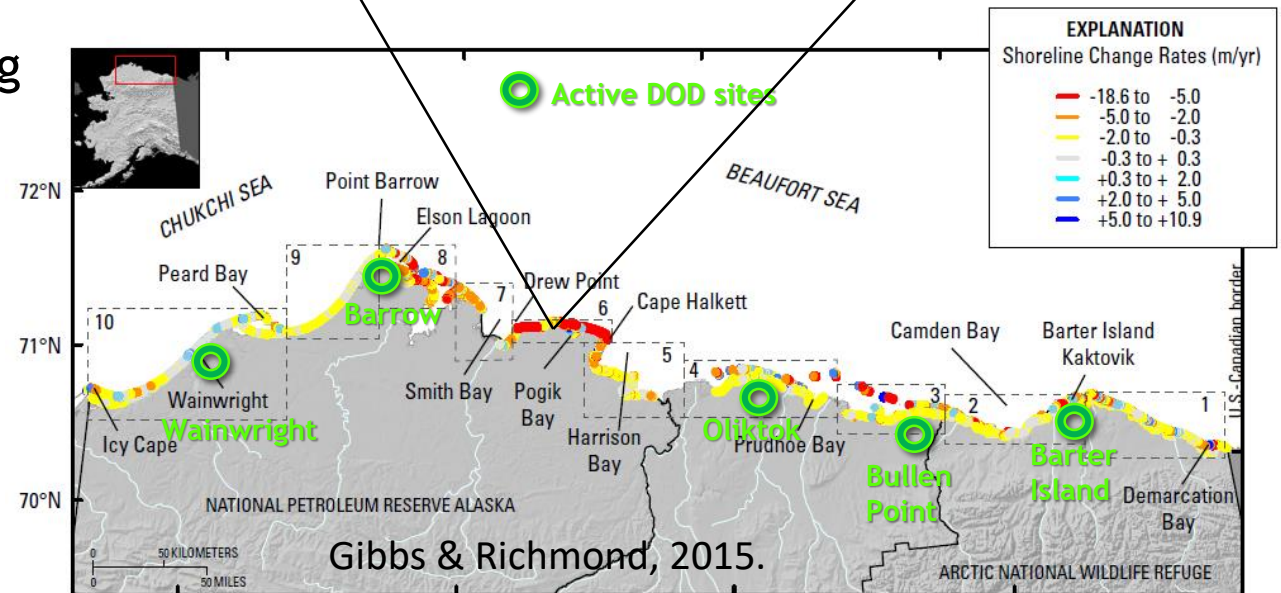 g
EXPLANATION
Shoreline Change Rates (m/yr)
-18.6 to -5.0
-5.0 to -2.0
-2.0 to -0.3
-0.3 to + 0.3
+0.3 to + 2.0
+2.0 to + 5.0
+5.0 to +10.9
Active DOD sites
72°N
CHUKCHI SEA
Point Barrow
BEAUFORT SEA
Elson Lagoon
9
8
Peard Bay
Drew Point
7
6
Cape Halkett
U.S.-Canadian border
10
Barrow
Camden Bay
Barter Island
Kaktovik
71°N
5
4
Smith Bay
Pogik
Bay
3
2
1
Wainwright
Wainwright
Icy Cape
Harrison
Bay
Oliktok
Prudhoe Bay
Bullen
Point
Barter
Island
Demarcation
Bay
70°N
NATIONAL PETROLEUM RESERVE ALASKA
0
50 KILOMETERS
0
50 MILES
Gibbs & Richmond, 2015.
ARCTIC NATIONAL WILDLIFE REFUGE